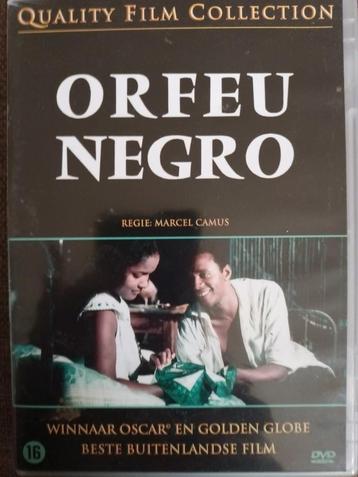 QUALITY FILM COLLECTION
ORFEU
NEGRO
REGIE: MARCEL CAMUS
WINNAAR OSCAR® EN GOLDEN GLOBE
BESTE BUITENLANDSE FILM
16
DVD